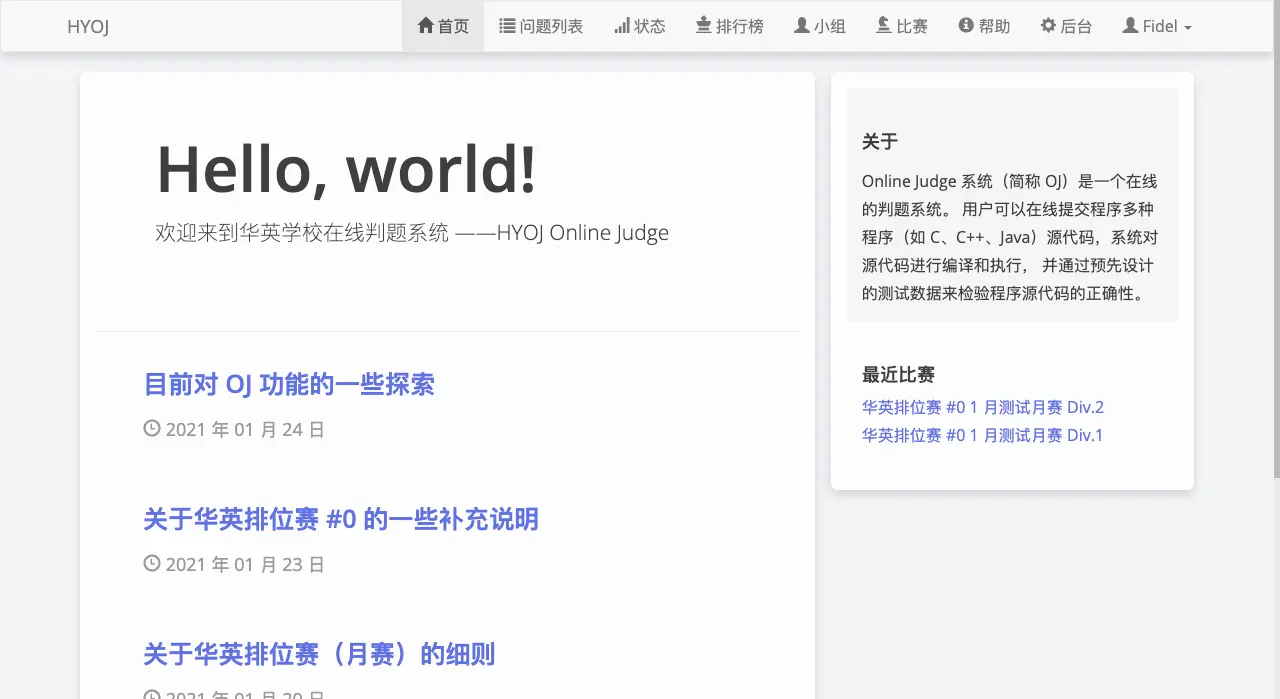 HYOJ
首页
问题列表
状态
排行榜
小组
比赛
帮助
后台
Fidel
Hello, world!
欢迎来到华英学校在线判题系统 ——HYOJ Online Judge
目前对 OJ 功能的一些探索
2021 年 01 月 24 日
关于华英排位赛 #0 的一些补充说明
2021 年 01 月 23 日
关于华英排位赛（月赛）的细则
2021 年 01 月 20 日
关于
Online Judge 系统（简称 OJ）是一个在线
的判题系统。 用户可以在线提交程序多种
程序（如 C、C++、Java）源代码，系统对
源代码进行编译和执行， 并通过预先设计
的测试数据来检验程序源代码的正确性。
最近比赛
华英排位赛 #0 1 月测试月赛 Div.2
华英排位赛 #0 1 月测试月赛 Div.1